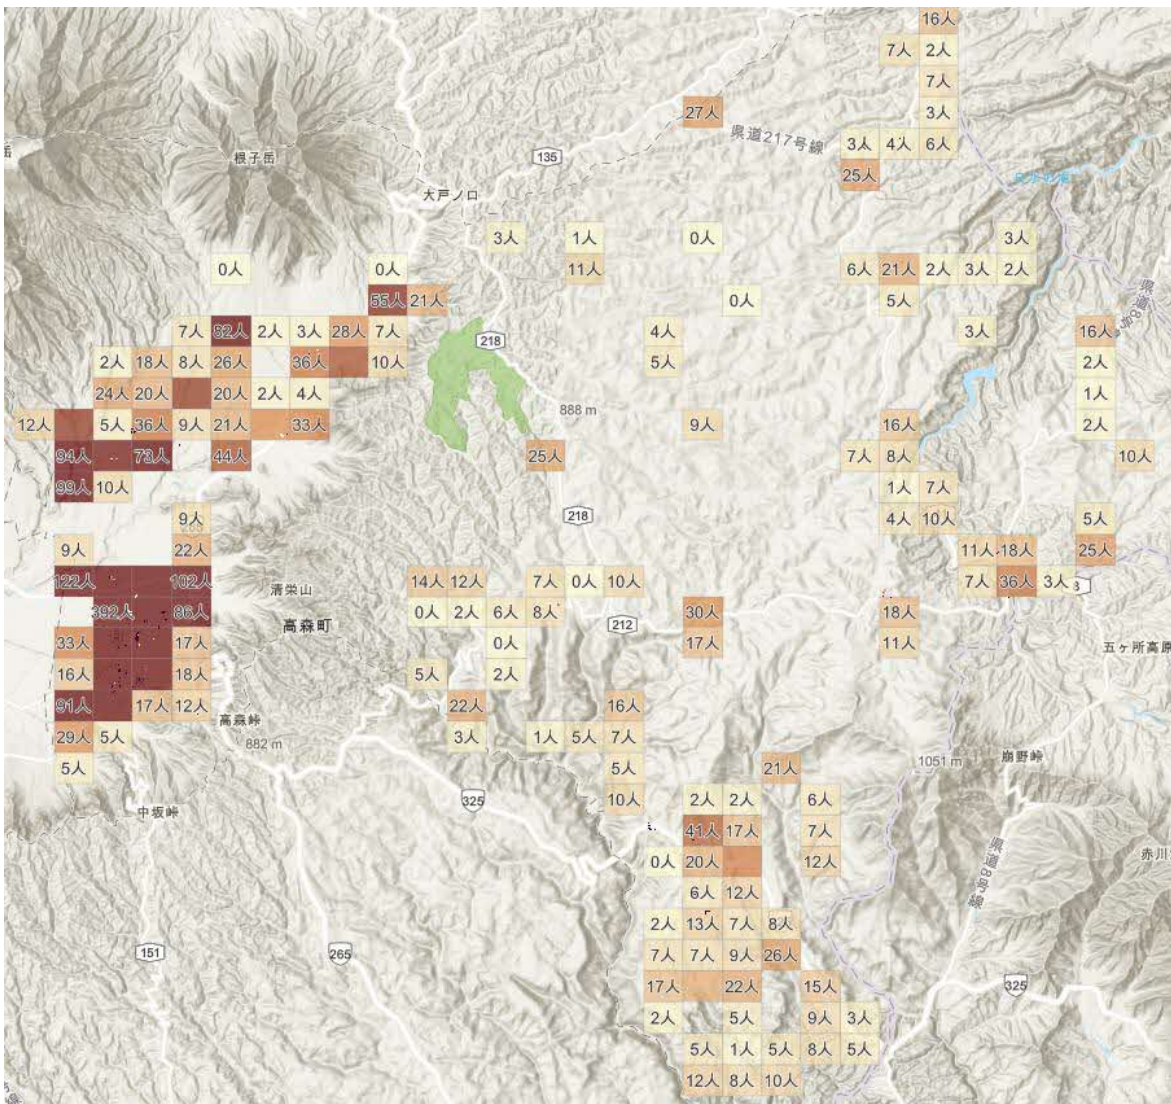 16人
7人 2人
7人
27人 3人
県道217号線
3人 4人 6人
135
根子岳
25人
大戸ノ口
3人 1人 0人 3人
0人 0人 11人 6人 21人 2人 3人 2人
55人 21人 0人 5人
7人 82人 2人 3人 28人 7人 4人 3人 16人
218
2人 18人 8人 26人 36人 10人 5人 2人
24人 20人 20人 2人 4人 1人
888 m
12人 5人 36人 9人 21人 33人 9人 16人 2人
94人 73人 44人 25人 7人 8人 10人
99人 10人 1人 7人
9人 218 4人 10人 5人
9人 22人 11人 18人 25人
122人 102人 14人 12人 7人 0人 10人 7人 36人 3人
清栄山
392人 86人 0人 2人 6人 8人 30人 18人
高森町
212
33人 17人 0人 17人 11人
五ヶ所高原
16人 18人 5人 2人
91人 17人 12人 22人 16人
高森峠
29人 5人 3人 1人 5人 7人
882 m
1051 m
崩野峠
5人 5人 21人
10人 2人 2人 6人
325
中坂峠
41人 17人 7人
0人 20人 12人
県道8号線
6人 12人
2人 13人 7人 8人
151
265
7人 7人 9人 26人
17人 22人 15人
325
2人 5人 9人 3人
5人 1人 5人 8人 5人
12人 8人 10人